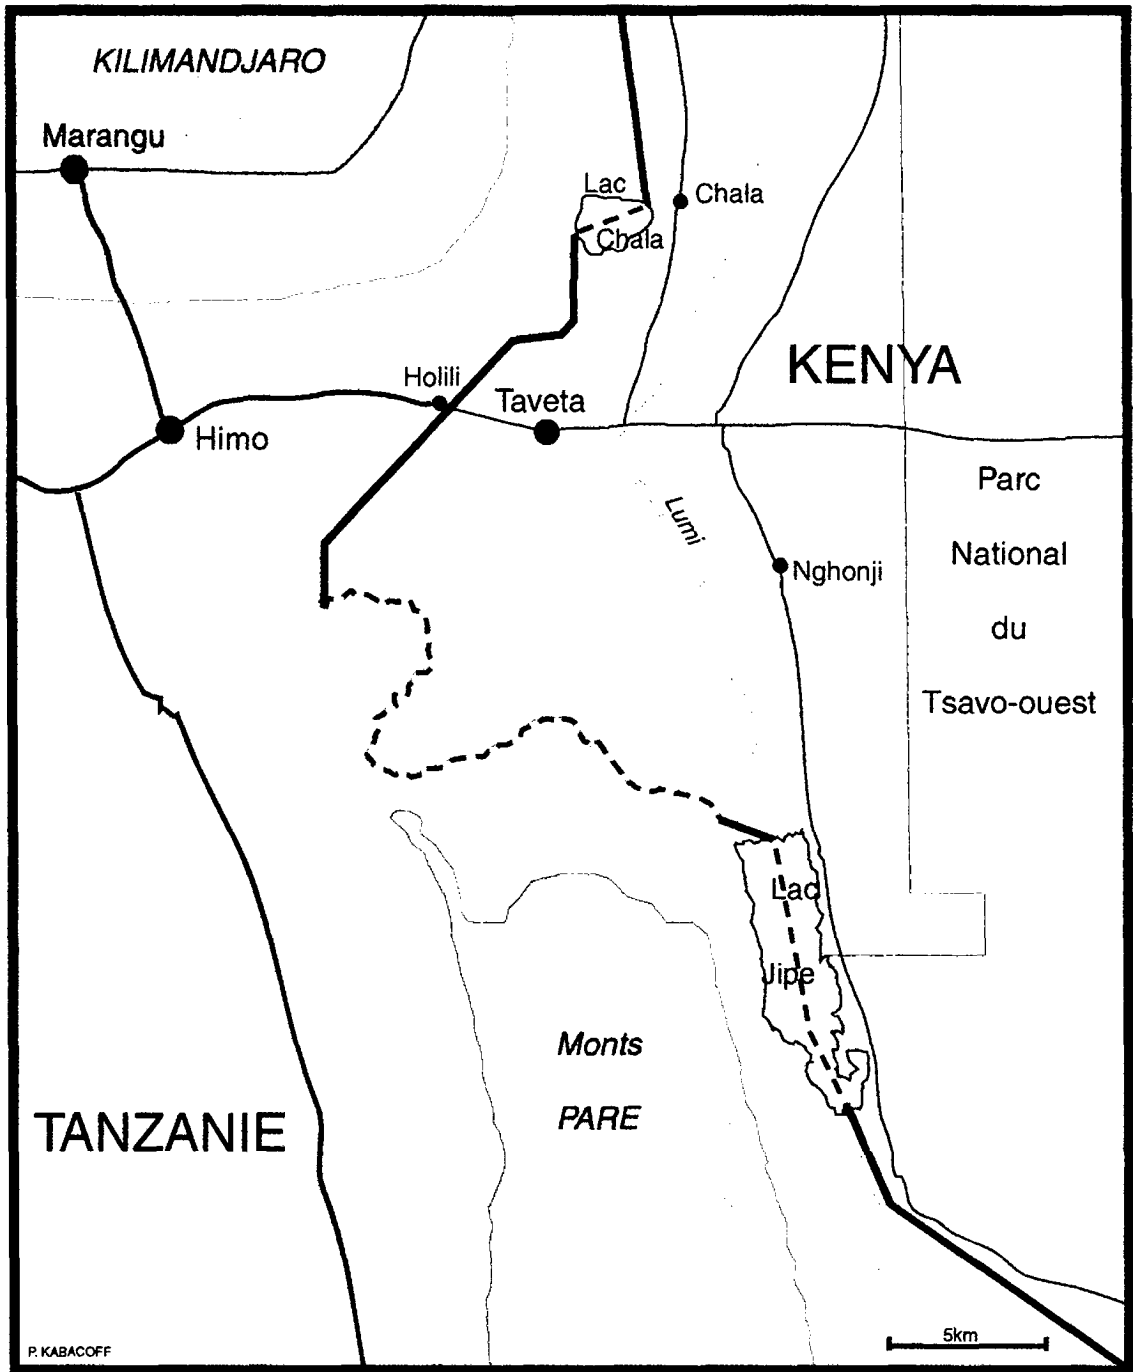 KILIMANDJARO
Marangu
Lac
Chala
Chala
KENYA
Holili
Taveta
Himo
Parc
National
du
Tsavo-ouest
Lumi
Nghonji
Lac
Jipe
Monts
PARE
TANZANIE
5km
P. KABACOFF